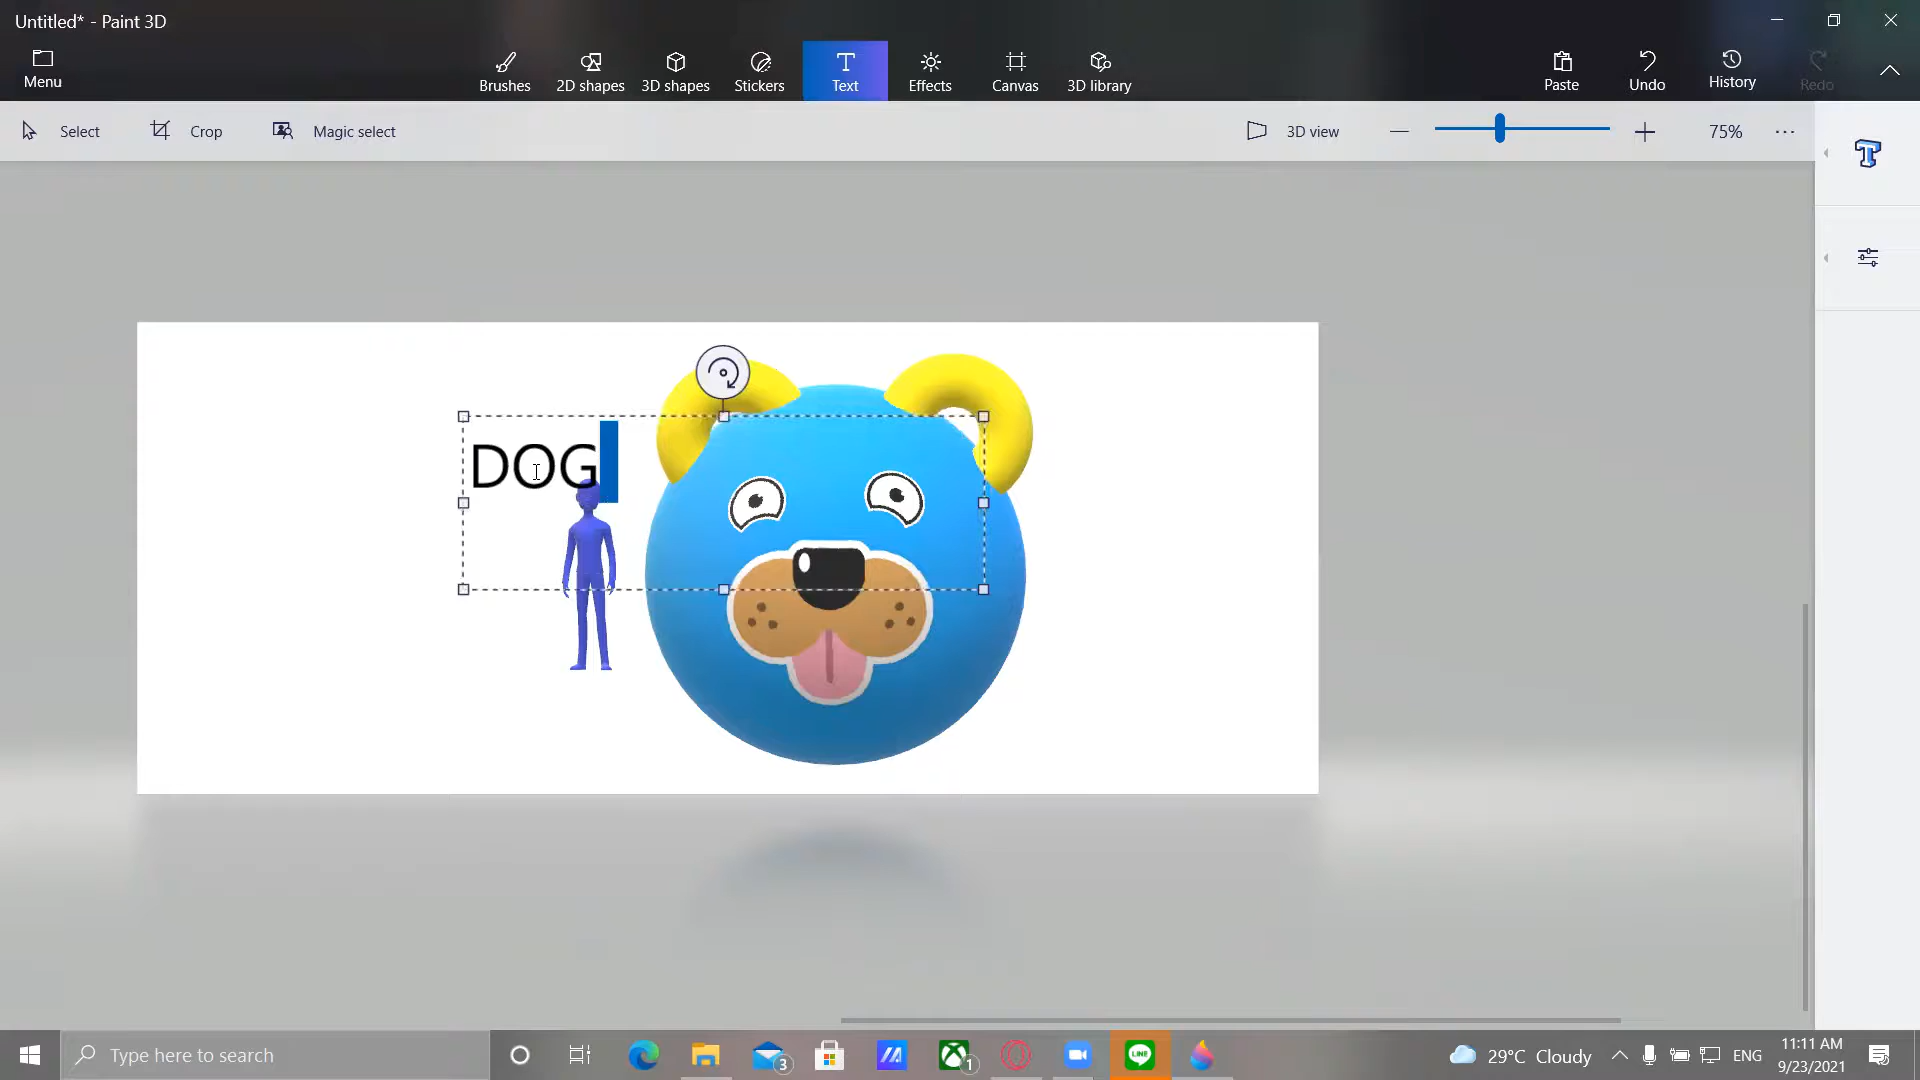 Untitled* - Paint 3D
Menu
Brushes
2D shapes
3D shapes
Stickers
Text
Effects
Canvas
3D library
Paste
Undo
History
Redo
Select
Crop
Magic select
3D view
75%
DOG
Type here to search
3
1
LINE
29°C Cloudy
ENG
11:11 AM
9/23/2021